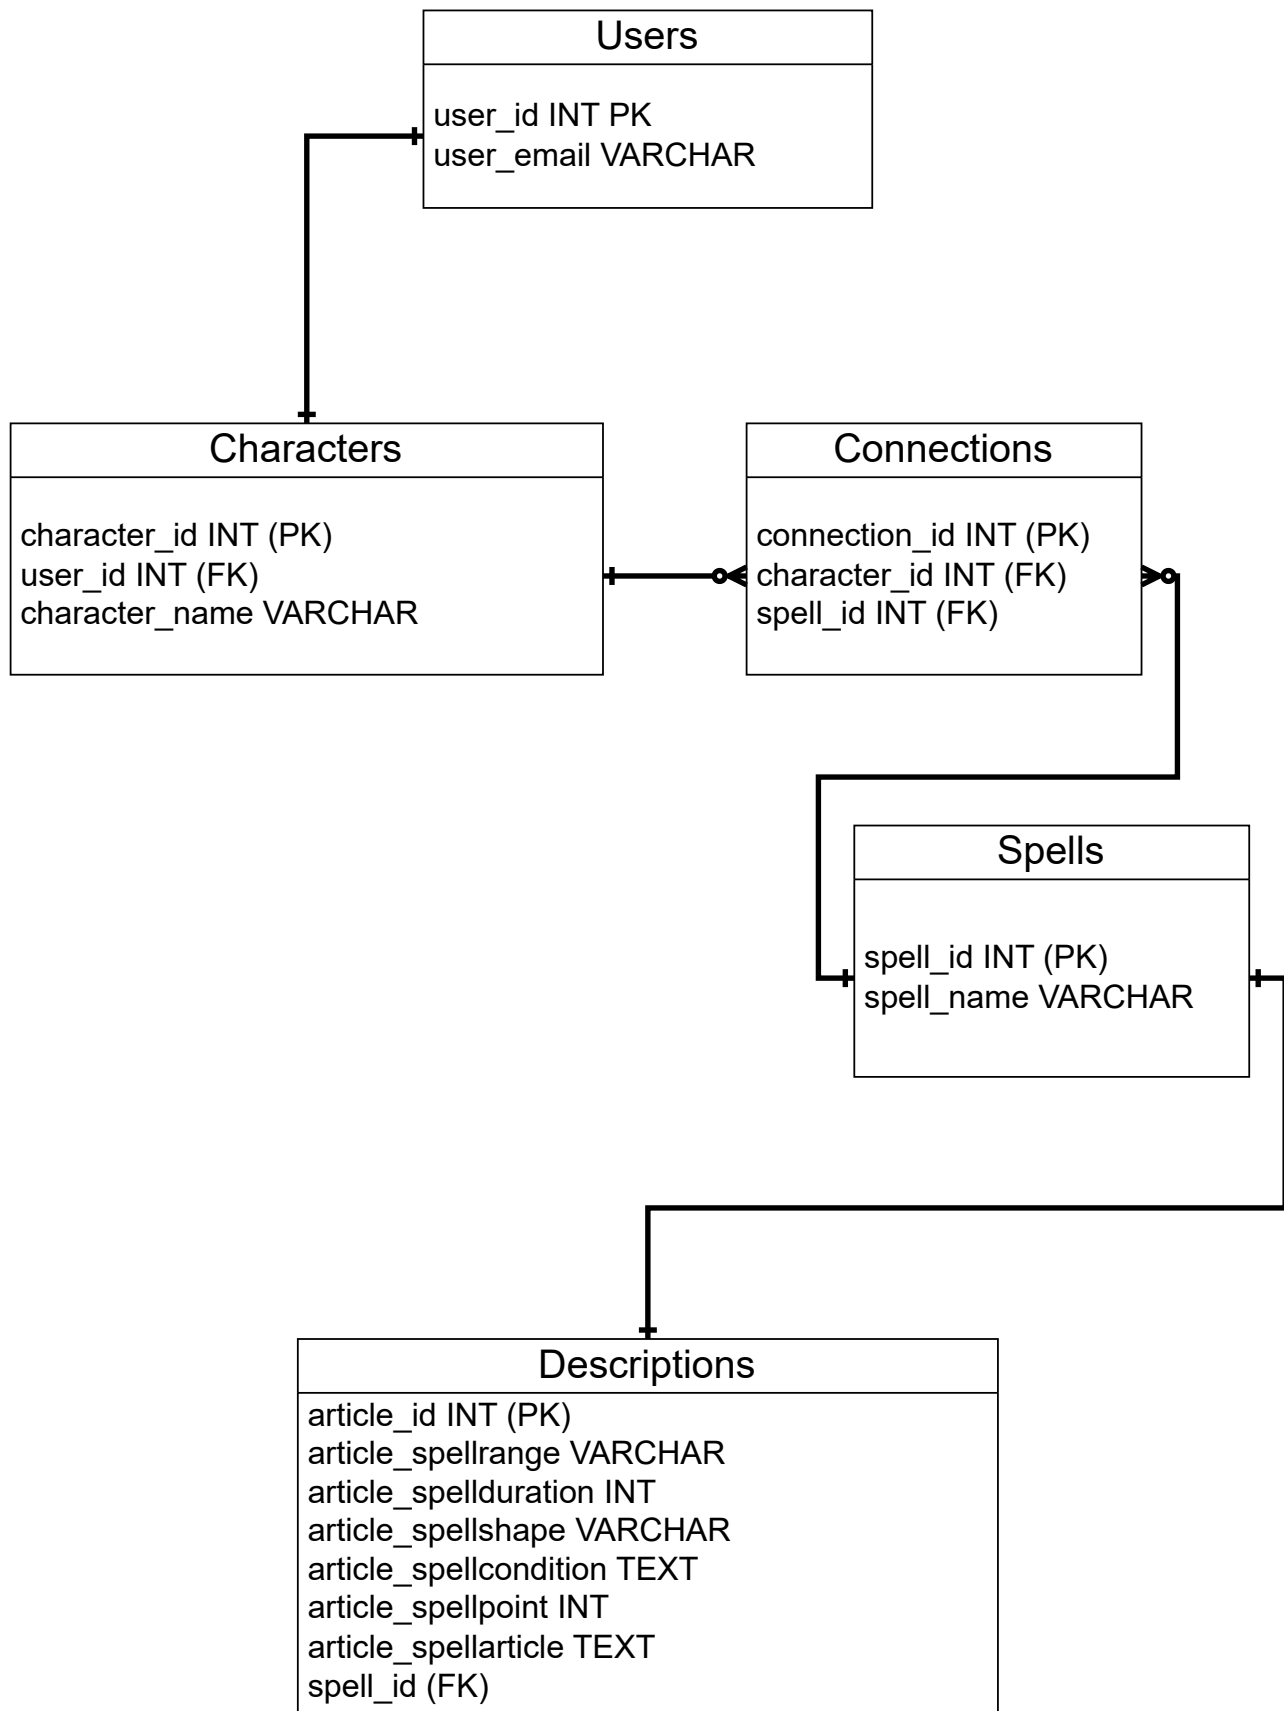 Users
user_id INT PK
user_email VARCHAR
Characters
character_id INT (PK)
user_id INT (FK)
character_name VARCHAR
Connections
connection_id INT (PK)
character_id INT (FK)
spell_id INT (FK)
Spells
spell_id INT (PK)
spell_name VARCHAR
Descriptions
article_id INT (PK)
article_spellrange VARCHAR
article_spellduration INT
article_spellshape VARCHAR
article_spellcondition TEXT
article_spellpoint INT
article_spellarticle TEXT
spell_id (FK)